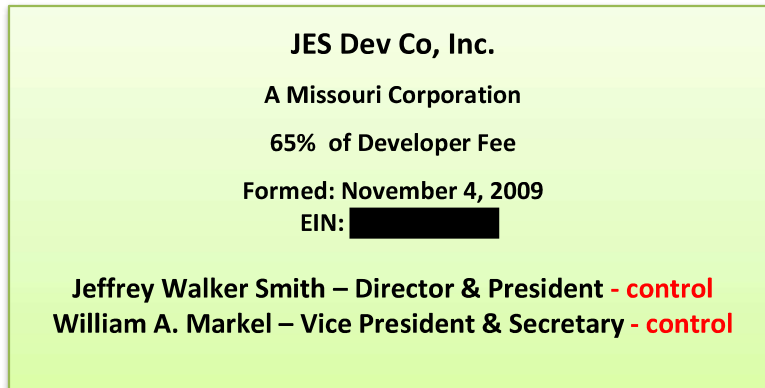 JES Dev Co, Inc.
A Missouri Corporation
65%  of Developer Fee
Formed: November 4, 2009
EIN:
Jeffrey Walker Smith – Director & President - control
William A. Markel – Vice President & Secretary - control